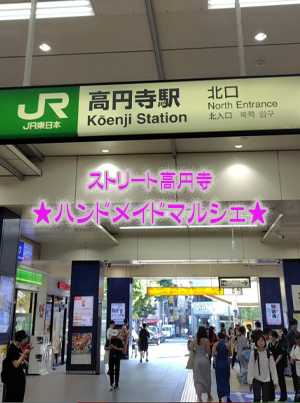 JR
JR東日本
高円寺駅
Kōenji Station
北口
North Entrance
北入口 북쪽 입구
ストリート高円寺
★ハンドメイドマルシェ★